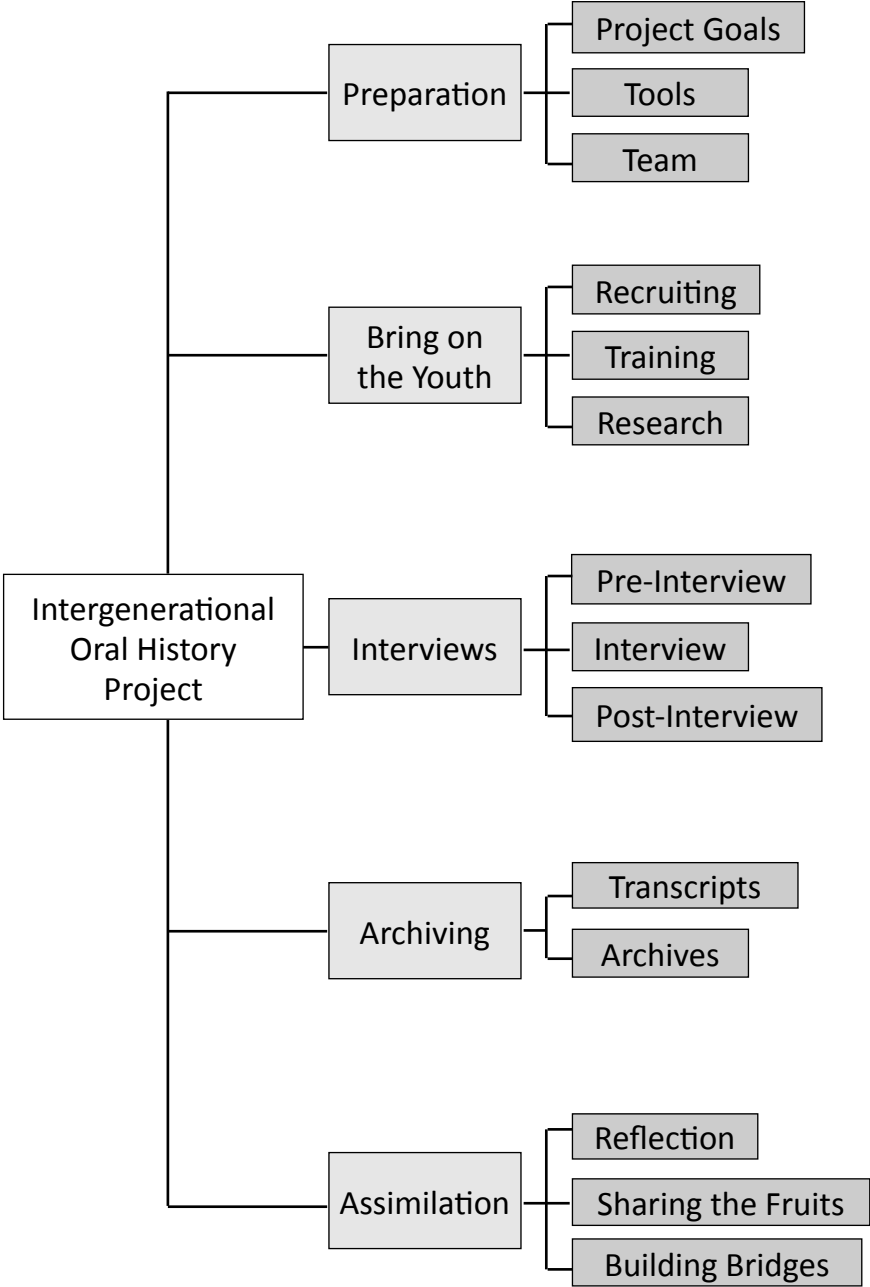 Project Goals
Preparation
Tools
Team
Recruiting
Bring on
the Youth
Training
Research
Intergenerational
Oral History
Project
Pre-Interview
Interviews
Interview
Post-Interview
Transcripts
Archiving
Archives
Reflection
Assimilation
Sharing the Fruits
Building Bridges